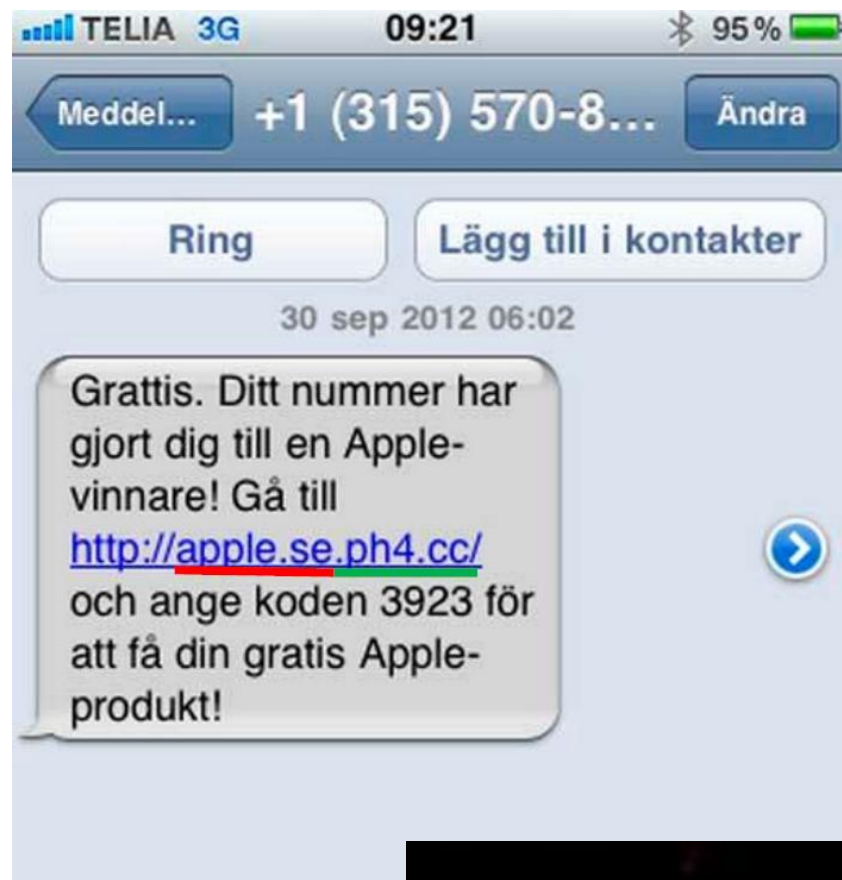 TELIA 3G 09:21 95%
Meddel... +1 (315) 570-8... Ändra
Ring Lägg till i kontakter
30 sep 2012 06:02
Grattis. Ditt nummer har
gjort dig till en Apple-
vinnare! Gå till
http://apple.se.ph4.cc/
och ange koden 3923 för
att få din gratis Apple-
produkt!